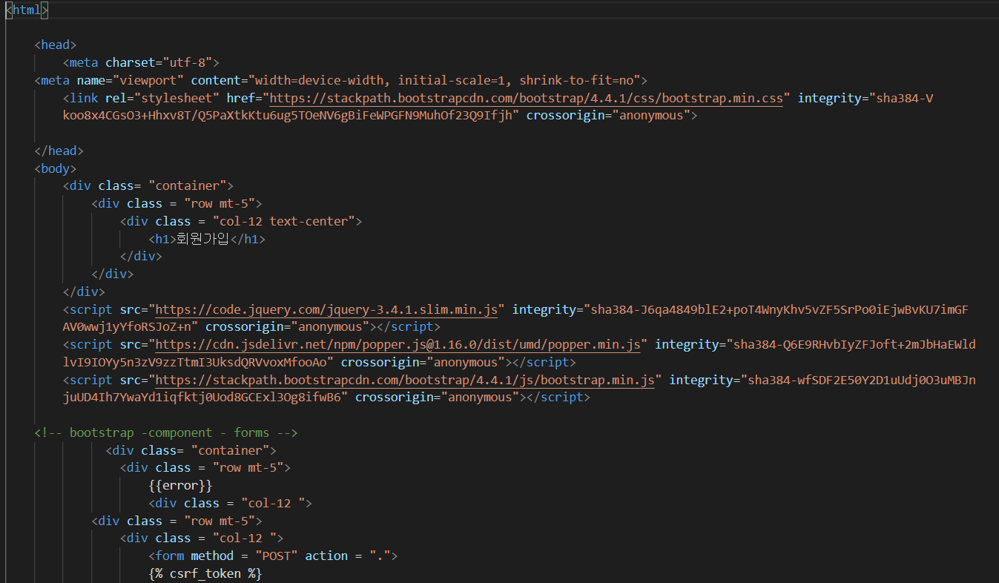 <html>
<head>
<meta charset="utf-8">
<meta name="viewport" content="width=device-width, initial-scale=1, shrink-to-fit=no">
<link rel="stylesheet" href="https://stackpath.bootstrapcdn.com/bootstrap/4.4.1/css/bootstrap.min.css" integrity="sha384-V
koo8x4CGsO3+Hhxv8T/Q5PaXtkKtu6ug5TOeNV6gBiFeWPGFN9MuhOf23Q9Ifjh" crossorigin="anonymous">
</head>
<body>
<div class= "container">
<div class = "row mt-5">
<div class = "col-12 text-center">
<h1>회원가입</h1>
</div>
</div>
</div>
<script src="https://code.jquery.com/jquery-3.4.1.slim.min.js" integrity="sha384-J6qa4849blE2+poT4WnyKhv5vZF5SrPo0iEjwBvKU7imGF
AV0wwj1yYfoRSJoZ+n" crossorigin="anonymous"></script>
<script src="https://cdn.jsdelivr.net/npm/popper.js@1.16.0/dist/umd/popper.min.js" integrity="sha384-Q6E9RHvbIyZFJoft+2mJbHaEWld
lvI9IOYy5n3zV9zzTtmI3UksdQRVvoxMfooAo" crossorigin="anonymous"></script>
<script src="https://stackpath.bootstrapcdn.com/bootstrap/4.4.1/js/bootstrap.min.js" integrity="sha384-wfSDF2E50Y2D1uUdj0O3uMBJn
juUD4Ih7YwaYd1iqfktj0Uod8GCExl3Og8ifwB6" crossorigin="anonymous"></script>
<!-- bootstrap -component - forms -->
<div class= "container">
<div class = "row mt-5">
{{error}}
<div class = "col-12 ">
<div class = "row mt-5">
<div class = "col-12 ">
<form method = "POST" action = ".">
{% csrf_token %}